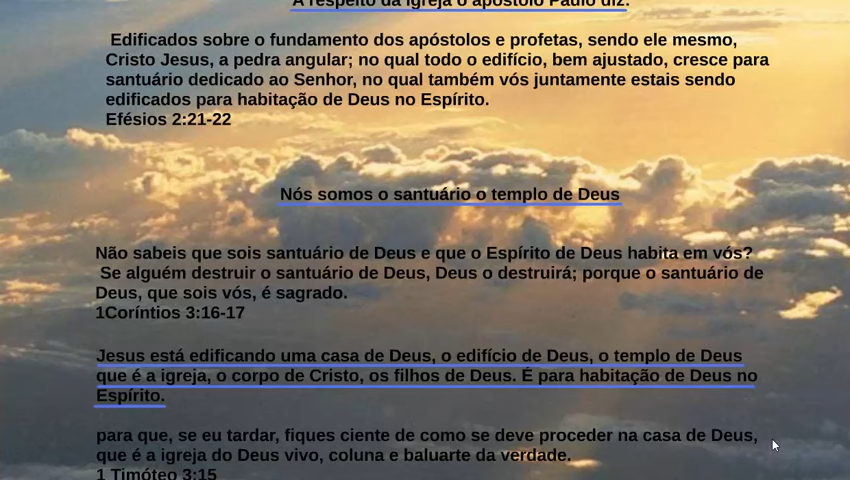 A respeito da igreja o apóstolo Paulo diz:
Edificados sobre o fundamento dos apóstolos e profetas, sendo ele mesmo,
Cristo Jesus, a pedra angular; no qual todo o edifício, bem ajustado, cresce para
santuário dedicado ao Senhor, no qual também vós juntamente estais sendo
edificados para habitação de Deus no Espírito.
Efésios 2:21-22
Nós somos o santuário o templo de Deus
Não sabeis que sois santuário de Deus e que o Espírito de Deus habita em vós?
Se alguém destruir o santuário de Deus, Deus o destruirá; porque o santuário de
Deus, que sois vós, é sagrado.
1Coríntios 3:16-17
Jesus está edificando uma casa de Deus, o edifício de Deus, o templo de Deus
que é a igreja, o corpo de Cristo, os filhos de Deus. É para habitação de Deus no
Espírito.
para que, se eu tardar, fiques ciente de como se deve proceder na casa de Deus,
que é a igreja do Deus vivo, coluna e baluarte da verdade.
1 Timóteo 3:15